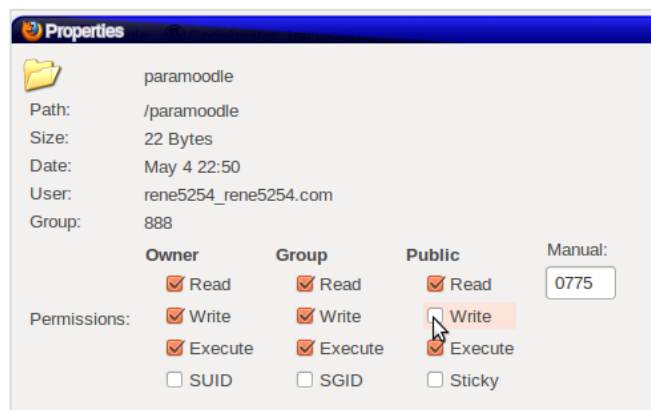 Properties
paramoodle
Path: /paramoodle
Size: 22 Bytes
Date: May 4 22:50
User: rene5254_rene5254.com
Group: 888
Owner Group Public Manual:
Read Read Read 0775
Permissions: Write Write Write
Execute Execute Execute
SUID SGID Sticky